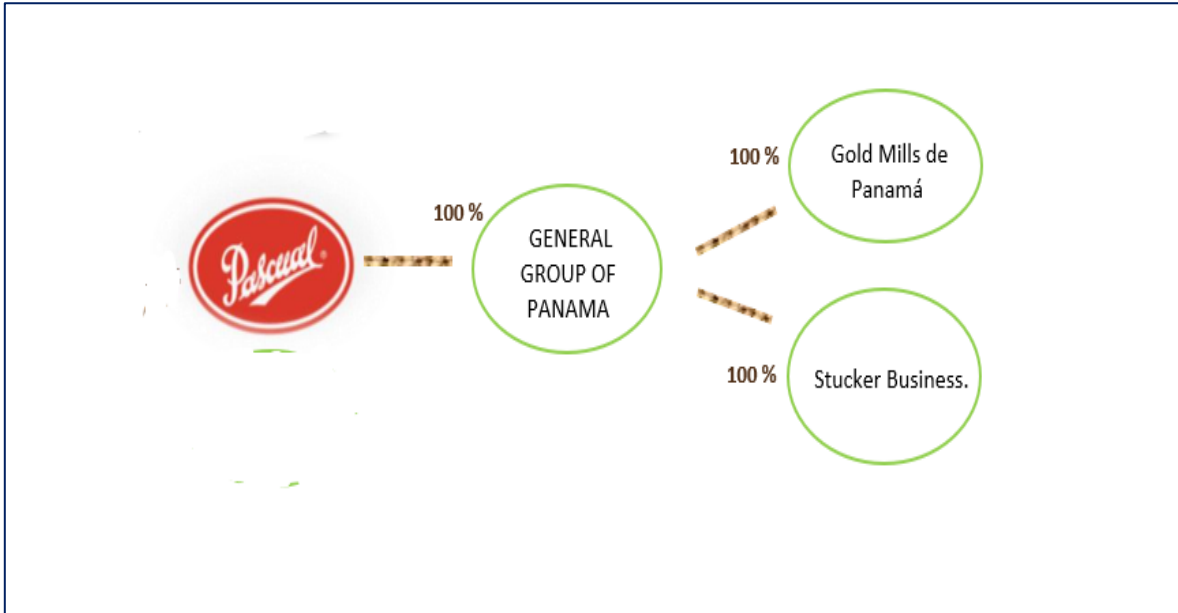 Pascual®
100 %
GENERAL
GROUP OF
PANAMA
100 %
Gold Mills de
Panamá
100 %
Stucker Business.